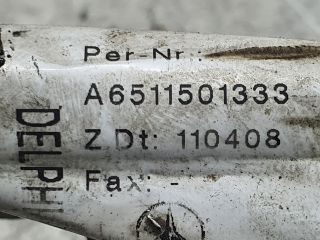 Per Nr.:
A6511501333
Z Dt: 110408
Fax: -
DELPHI